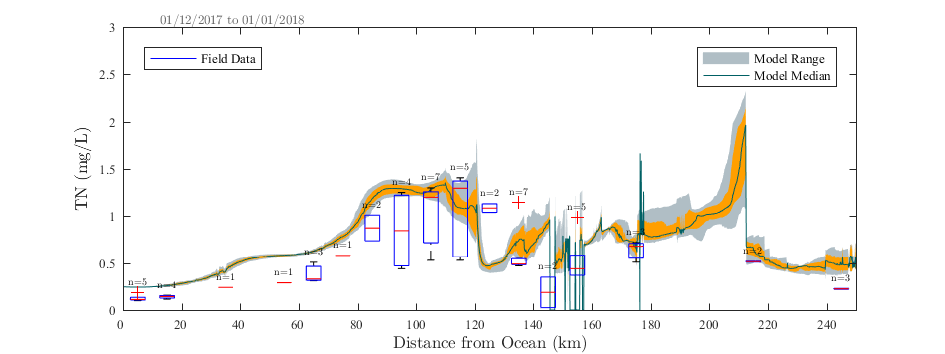 01/12/2017 to 01/01/2018
3
2.5
2
1.5
1
0.5
0
TN (mg/L)
Field Data
Model Range
Model Median
n=5
n=4
n=1
n=1
n=3
n=1
n=2
n=4
n=7
n=5
n=2
n=7
n=2
n=5
n=2
n=3
0 20 40 60 80 100 120 140 160 180 200 220 240
Distance from Ocean (km)